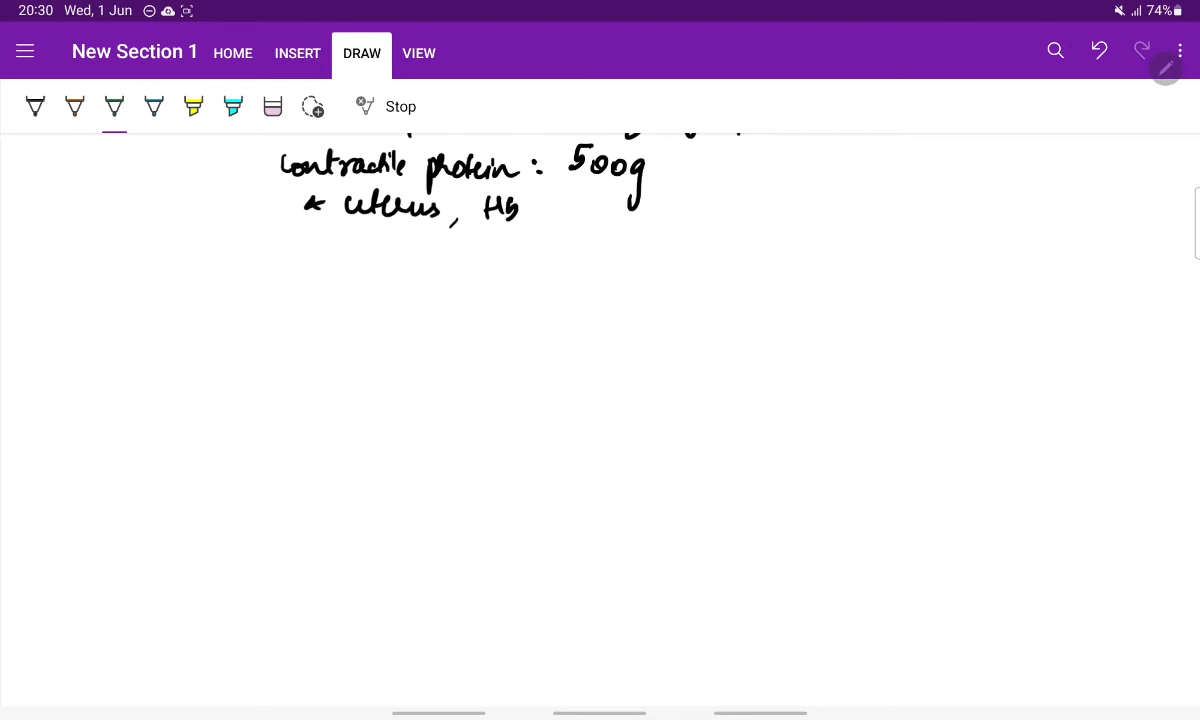 20:30 Wed, 1 Jun 74%
New Section 1 HOME INSERT DRAW VIEW
Stop
contractile protein : 500g
uterus, Hb